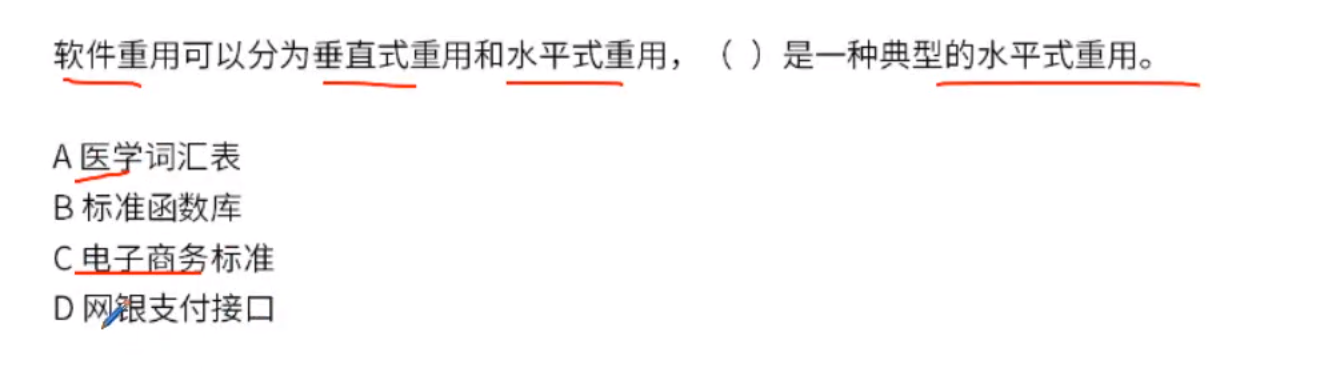 软件重用可以分为垂直式重用和水平式重用，（ ）是一种典型的水平式重用。
A 医学词汇表
B 标准函数库
C 电子商务标准
D 网银支付接口